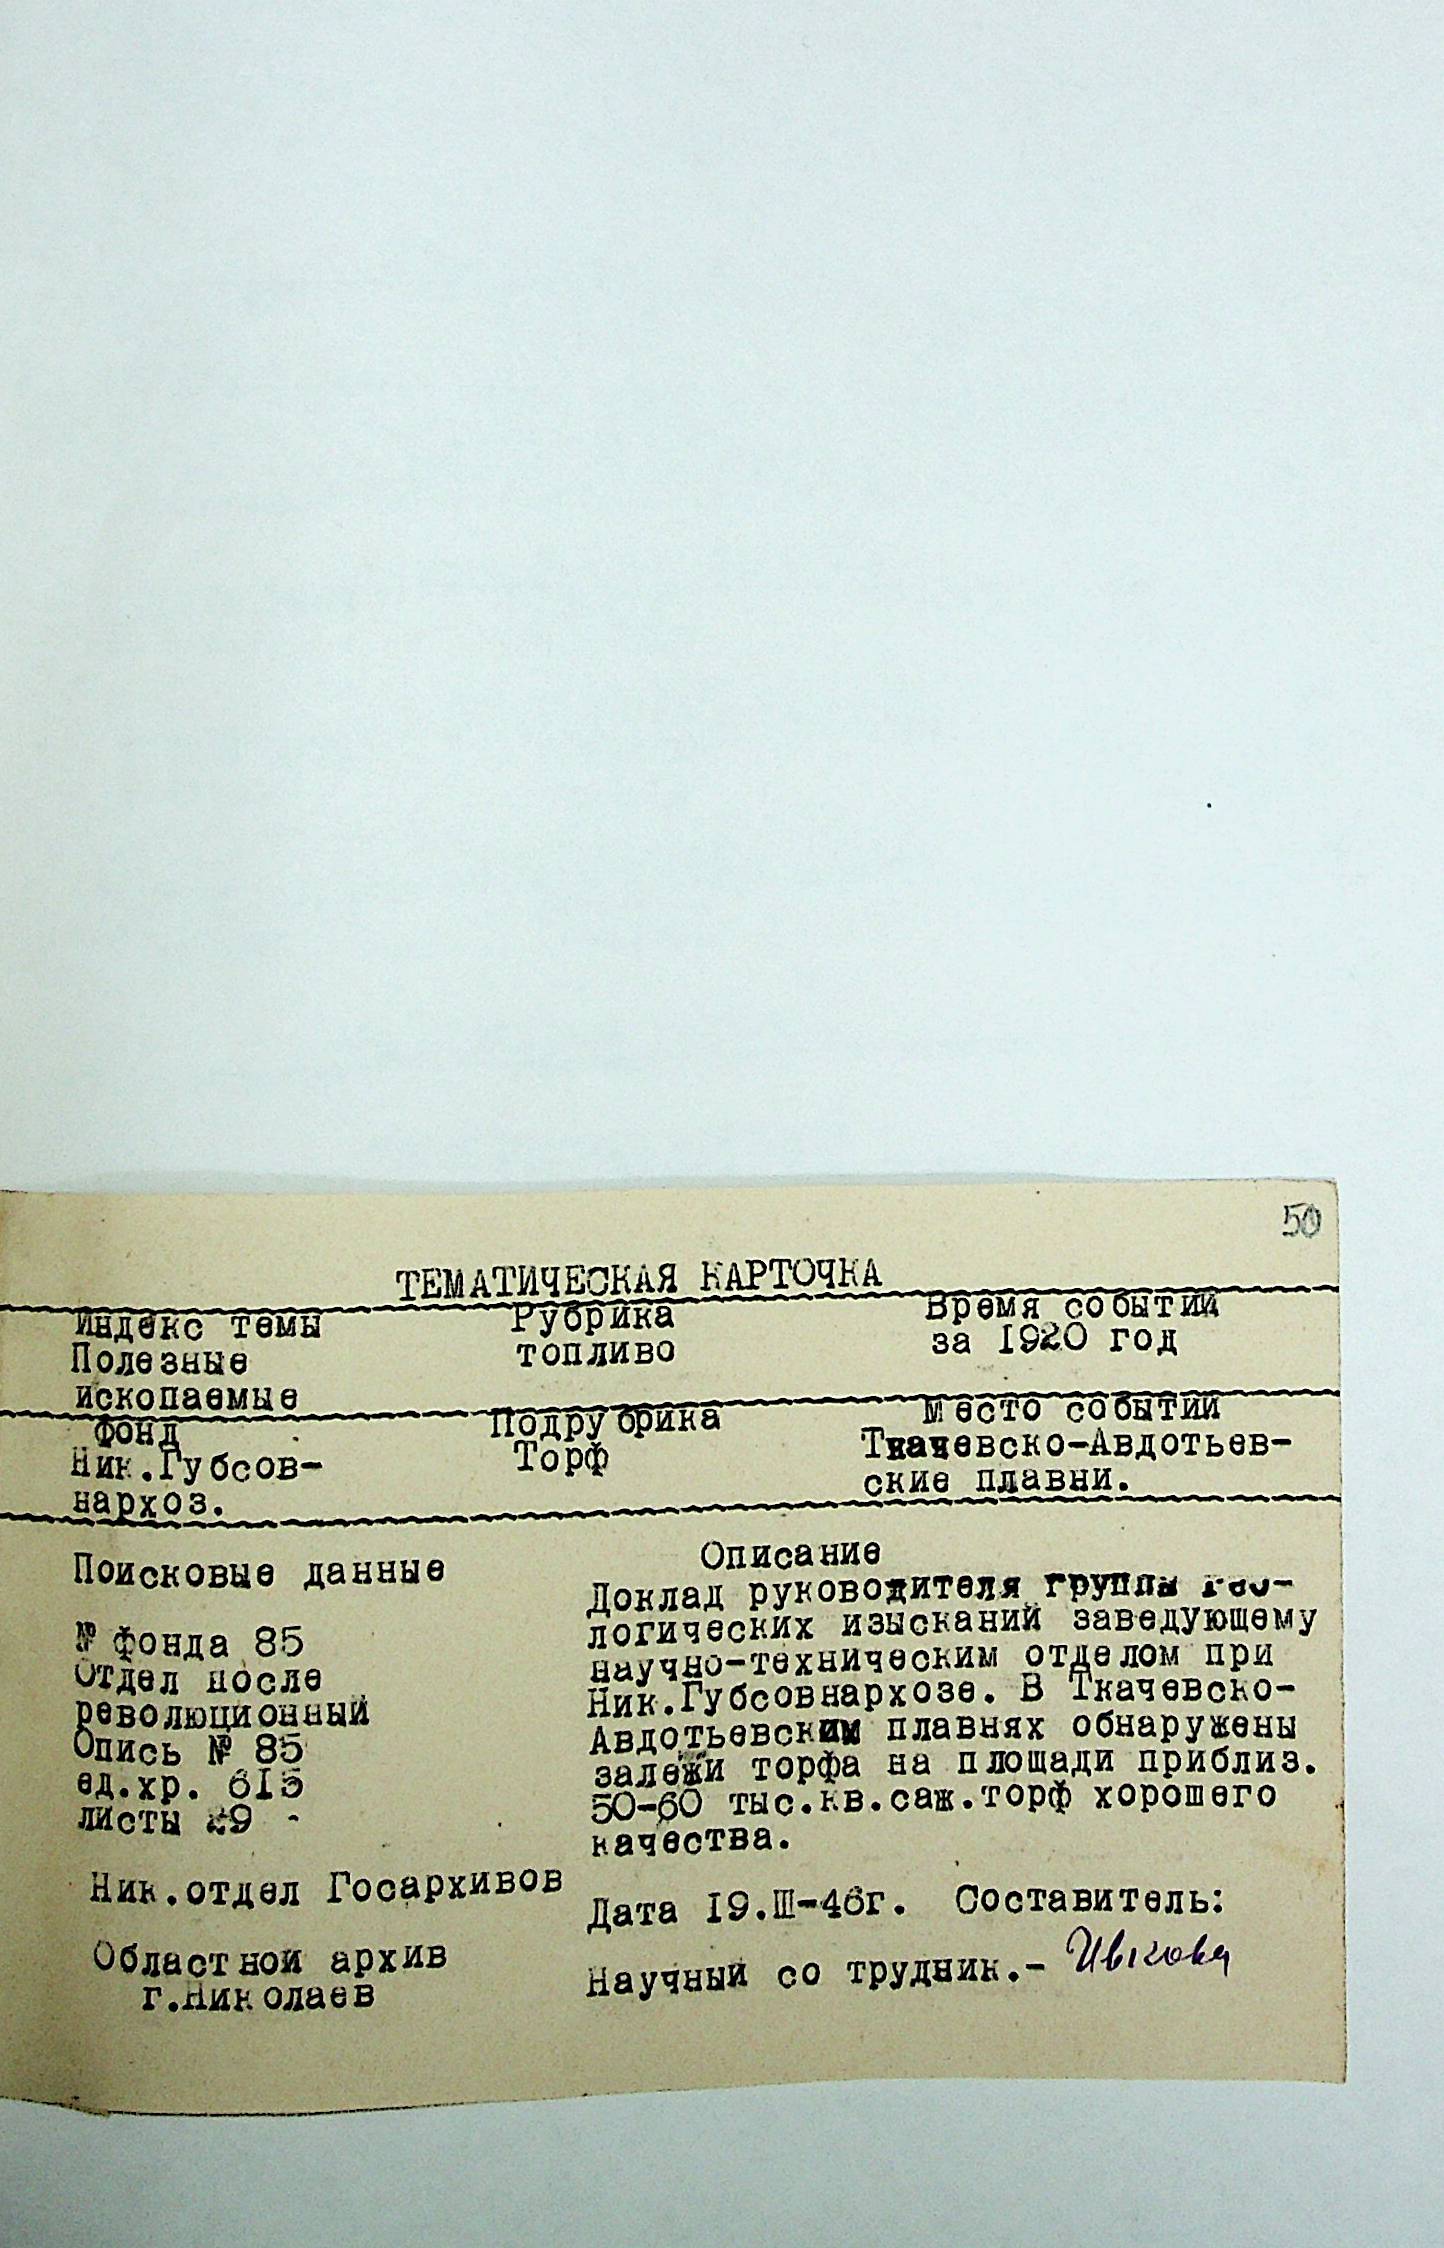 50
ТЕМАТИЧЕСКАЯ КАРТОЧКА
Индекс темы Рубрика Время событий
Полезные топливо за 1920 год
ископаемые
Фонд Подрубрика Место событий
Ник.Губсов- Торф Ткачевско-Авдотьев-
нархоз. ские плавни.
Поисковые данные
№ фонда 85
Отдел после
революционный
Опись № 85
ед.хр. 615
листы 29 -
Ник.отдел Госархивов
Областной архив
г.Николаев
Описание
Доклад руководителя группы гео-
логических изысканий заведующему
научно-техническим отделом при
Ник.Губсовнархозе. В Ткачевско-
Авдотьевских плавнях обнаружены
залежи торфа на площади приблиз.
50-60 тыс.кв.саж.торф хорошего
качества.
Дата 19.III-46г. Составитель:
Научный сотрудник.-